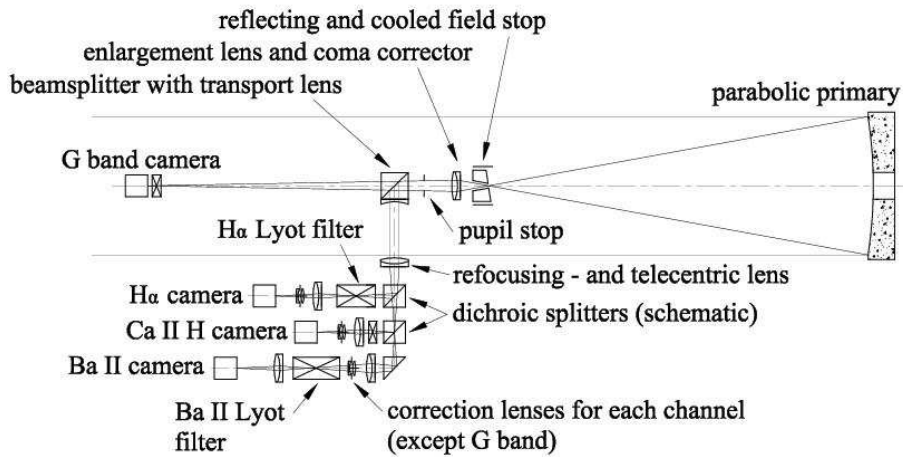 reflecting and cooled field stop
enlargement lens and coma corrector
beamsplitter with transport lens
parabolic primary
G band camera
pupil stop
Hα Lyot filter
refocusing - and telecentric lens
Hα camera
dichroic splitters (schematic)
Ca II H camera
Ba II camera
Ba II Lyot
filter
correction lenses for each channel
(except G band)